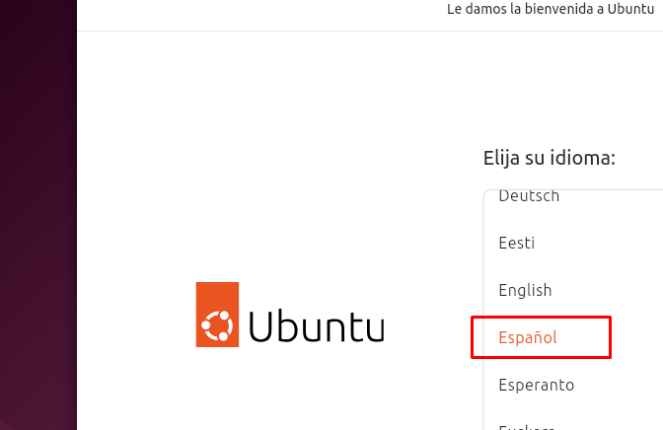 Le damos la bienvenida a Ubuntu
Elija su idioma:
Deutsch
Eesti
English
Ubuntu
Español
Esperanto